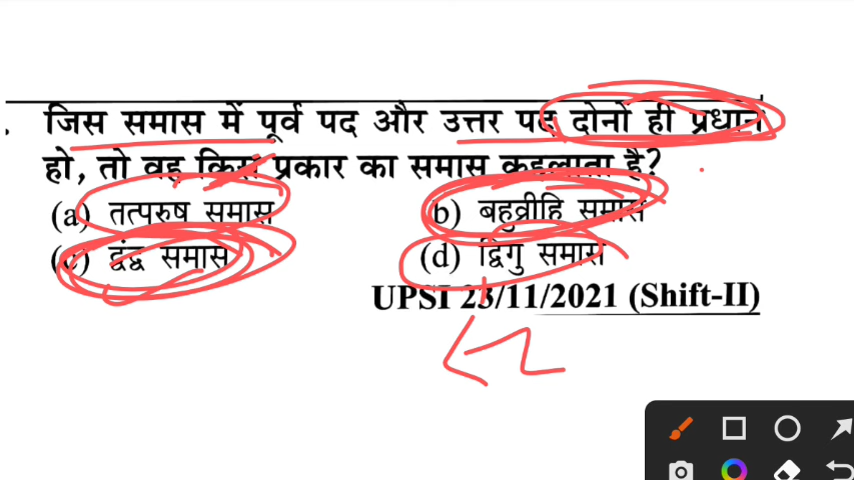 . जिस समास में पूर्व पद और उत्तर पद दोनों ही प्रधान
हो, तो वह किस प्रकार का समास कहलाता है?
(a) तत्परुष समास (b) बहुव्रीहि समास
(c) द्वंद्व समास (d) द्विगु समास
UPSI 23/11/2021 (Shift-II)